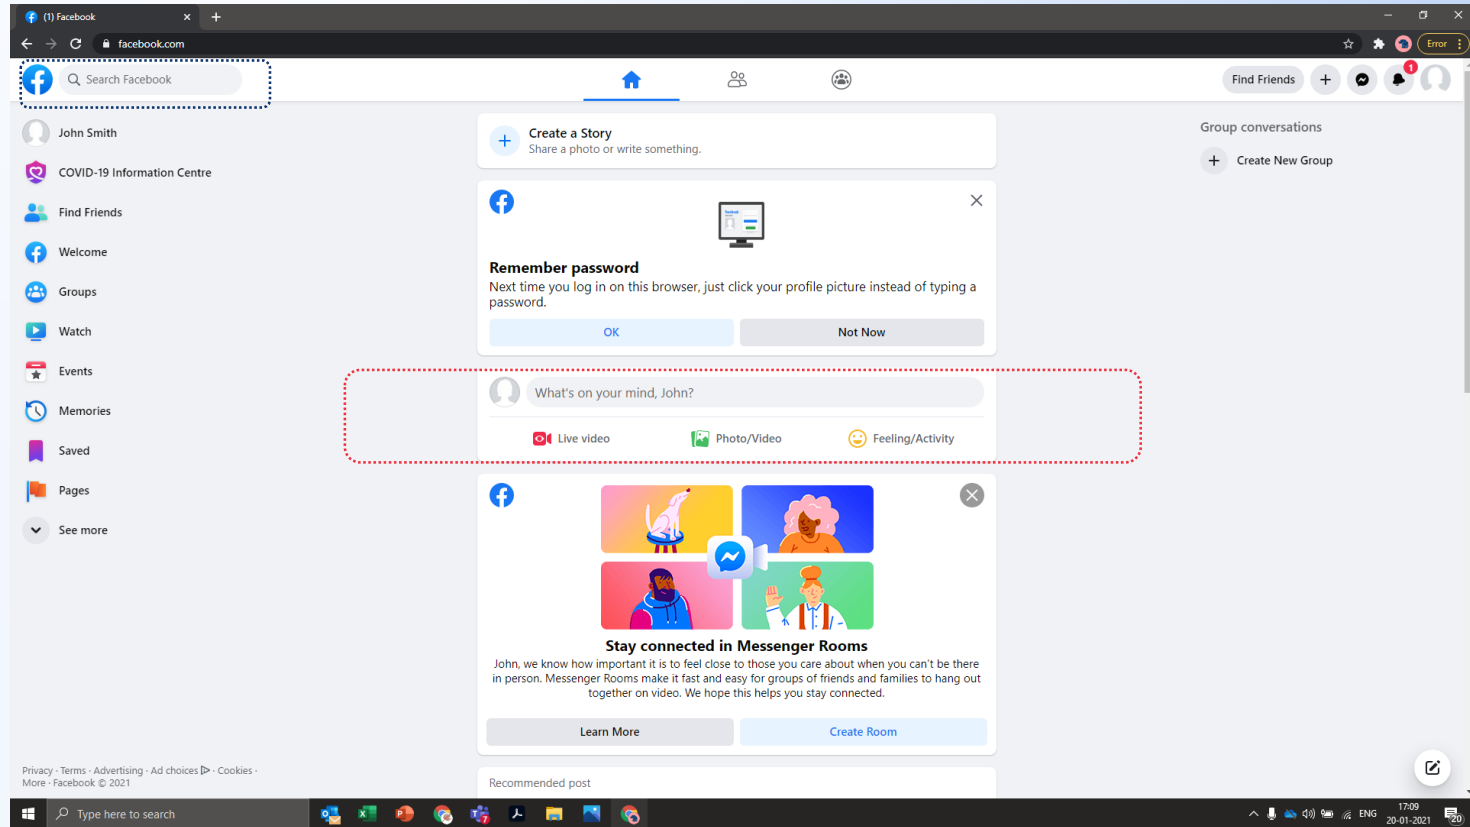 (1) Facebook
facebook.com
Error
Search Facebook
Find Friends
1
John Smith
COVID-19 Information Centre
Find Friends
Welcome
Groups
Watch
Events
Memories
Saved
Pages
See more
Privacy · Terms · Advertising · Ad choices · Cookies ·
More · Facebook © 2021
Create a Story
Share a photo or write something.
Remember password
Next time you log in on this browser, just click your profile picture instead of typing a
password.
OK
Not Now
What's on your mind, John?
Live video
Photo/Video
Feeling/Activity
Stay connected in Messenger Rooms
John, we know how important it is to feel close to those you care about when you can't be there
in person. Messenger Rooms make it fast and easy for groups of friends and families to hang out
together on video. We hope this helps you stay connected.
Learn More
Create Room
Recommended post
Group conversations
Create New Group
Type here to search
7
ENG
17:09
20-01-2021
20